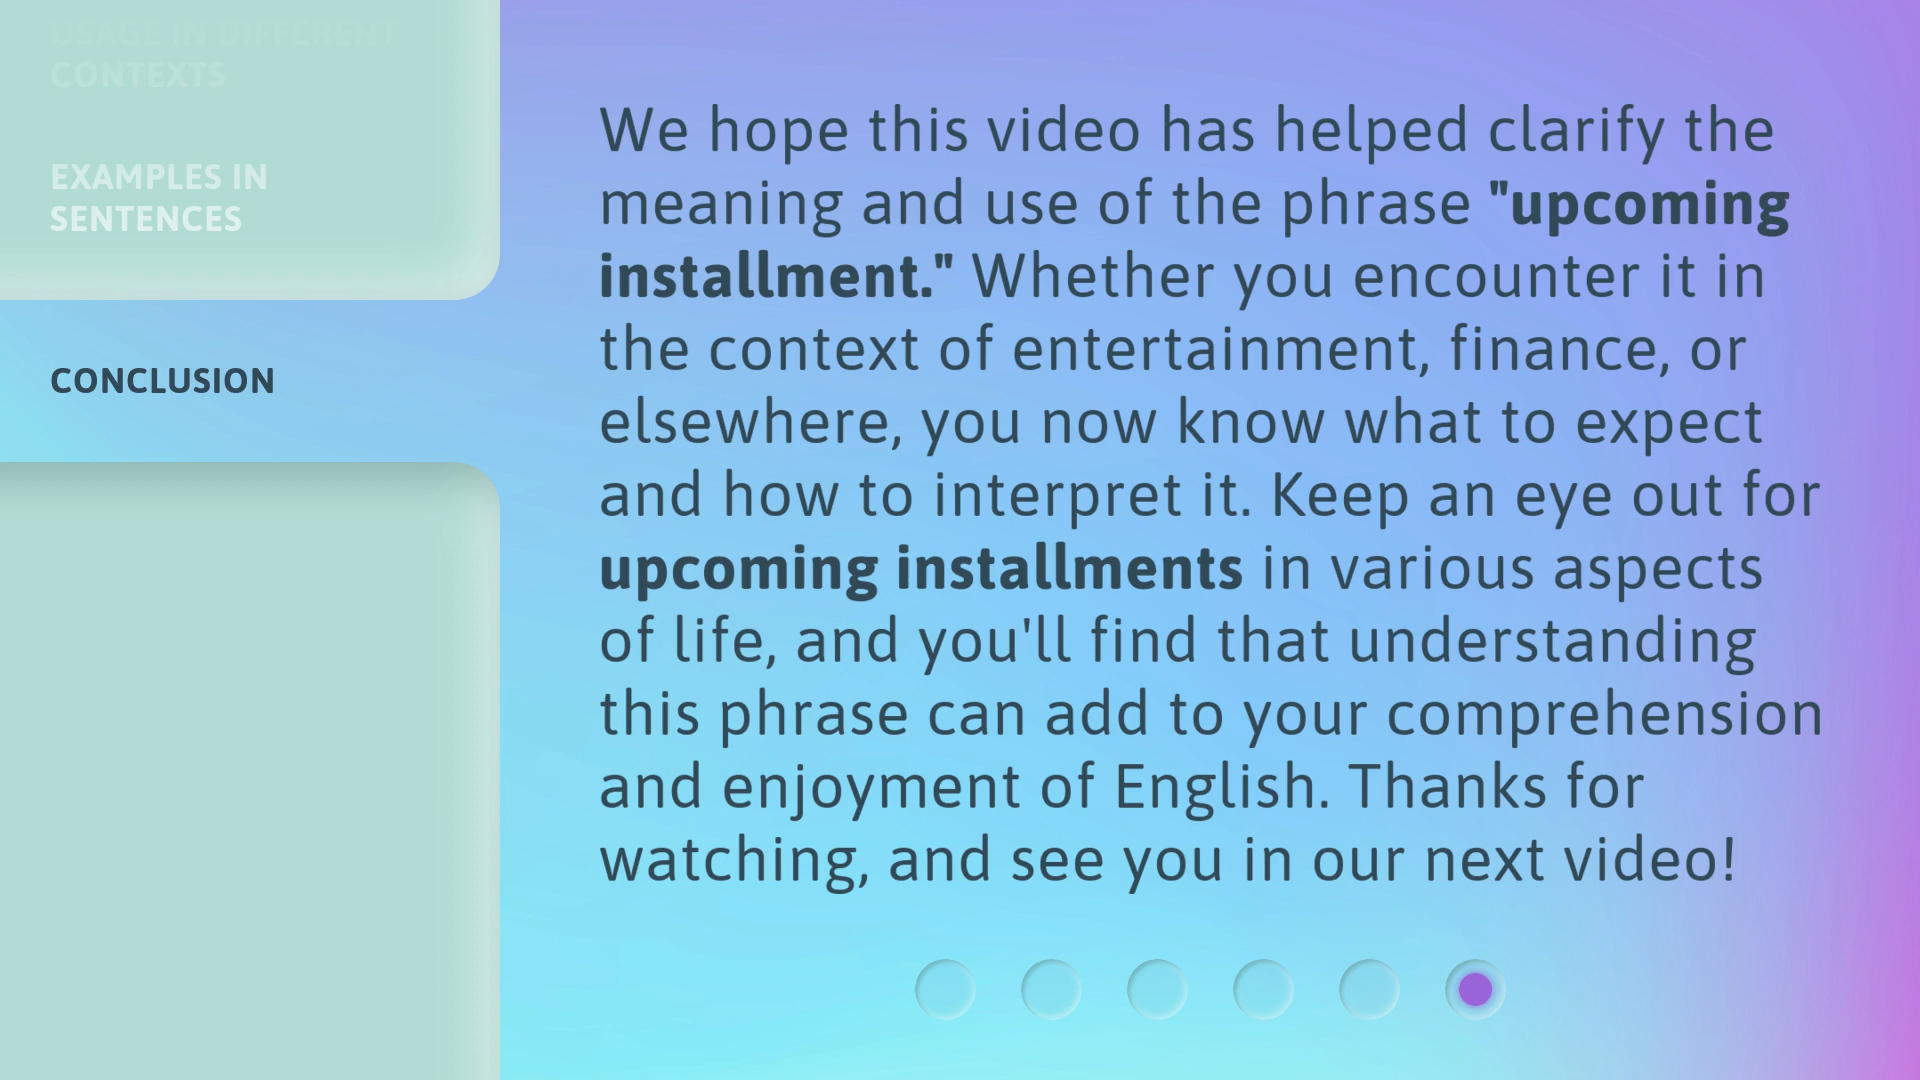 USAGE IN DIFFERENT
CONTEXTS
EXAMPLES IN
SENTENCES
CONCLUSION
We hope this video has helped clarify the
meaning and use of the phrase "upcoming
installment." Whether you encounter it in
the context of entertainment, finance, or
elsewhere, you now know what to expect
and how to interpret it. Keep an eye out for
upcoming installments in various aspects
of life, and you'll find that understanding
this phrase can add to your comprehension
and enjoyment of English. Thanks for
watching, and see you in our next video!